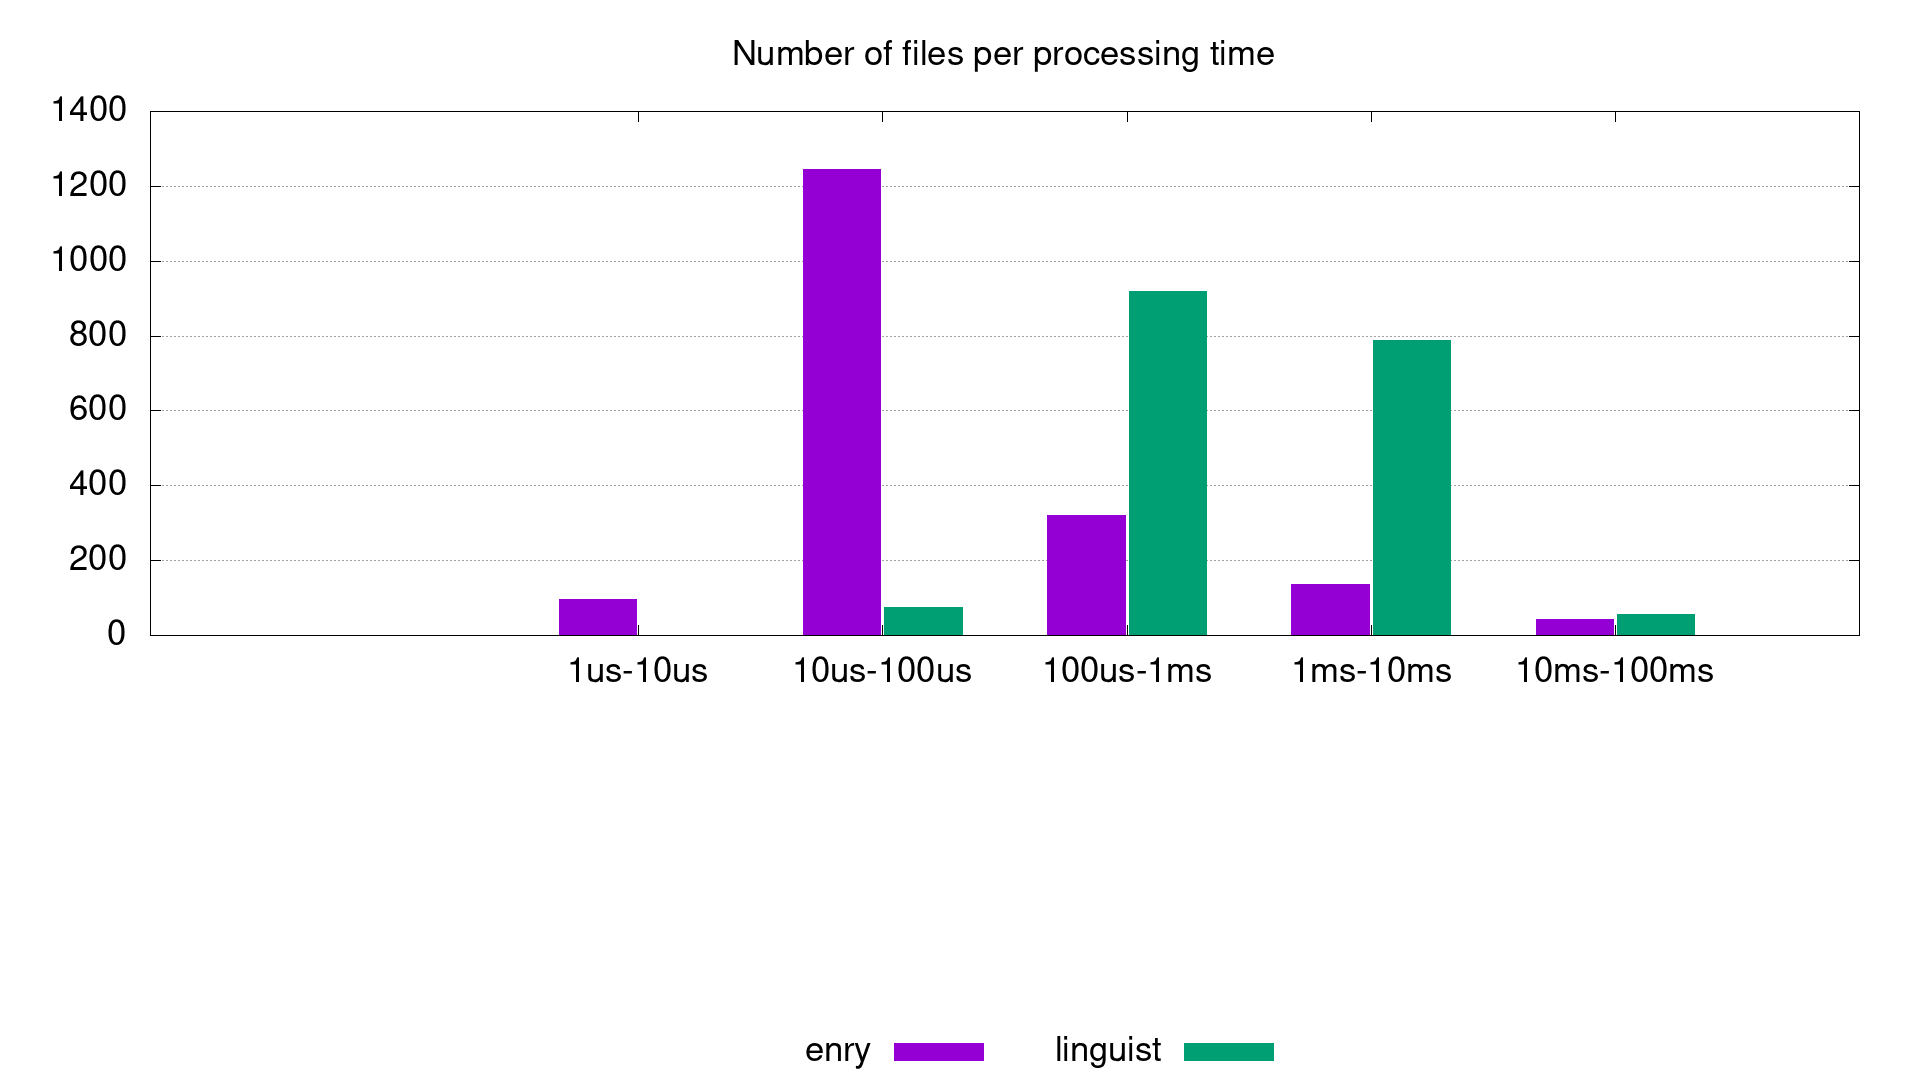 Number of files per processing time
1400
1200
1000
800
600
400
200
0
1us-10us 10us-100us 100us-1ms 1ms-10ms 10ms-100ms
enry linguist